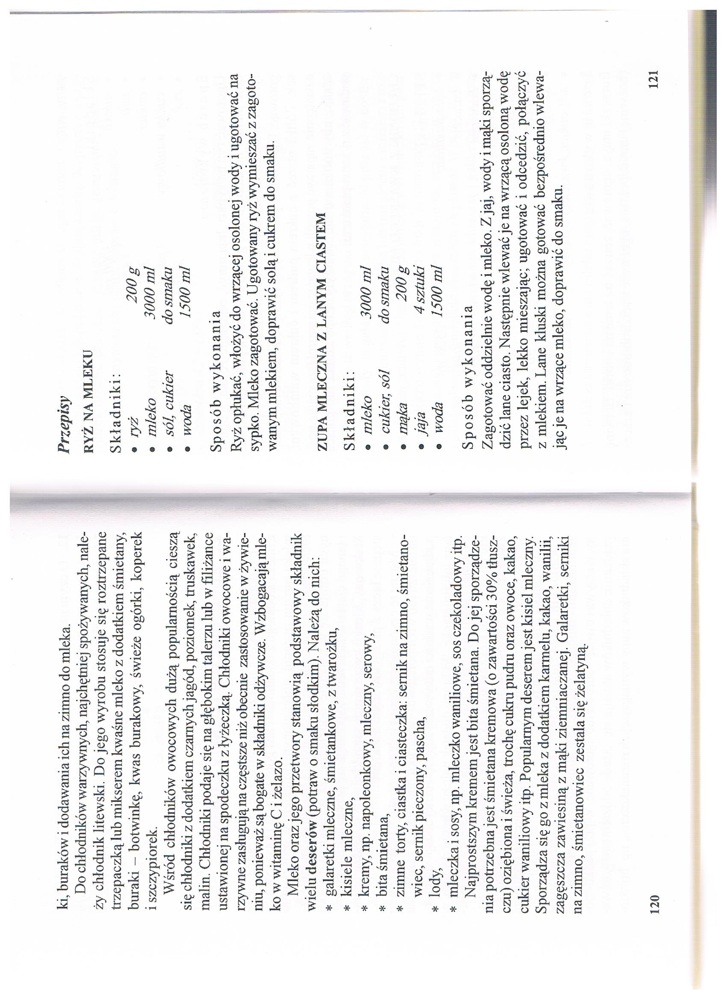 ki, buraków i dodawania ich na zimno do mleka.
Do chłodników warzywnych, najchętniej spożywanych, nale-
ży chłodnik litewski. Do jego wyrobu stosuje się roztrzepane
trzepaczką lub mikserem kwaśne mleko z dodatkiem śmietany,
buraki – botwinkę, kwas burakowy, świeże ogórki, koperek
i szczypiorek.
Wśród chłodników owocowych dużą popularnością cieszą
się chłodniki z dodatkiem czarnych jagód, poziomek, truskawek,
malin. Chłodniki podaje się na głębokim talerzu lub w filiżance
ustawionej na spodeczku z łyżeczką. Chłodniki owocowe i wa-
rzywne zasługują na częstsze niż obecnie zastosowanie w żywie-
niu, ponieważ są bogate w składniki odżywcze. Wzbogacają mle-
ko w witaminę C i żelazo.
Mleko oraz jego przetwory stanowią podstawowy składnik
wielu deserów (potraw o smaku słodkim). Należą do nich:
* galaretki mleczne, śmietankowe, z twarożku,
* kisiele mleczne,
* kremy, np. napoleonkowy, mleczny, serowy,
* bita śmietana,
* zimne torty, ciastka i ciasteczka: sernik na zimno, śmietano-
wiec, sernik pieczony, pascha,
* lody,
* mleczka i sosy, np. mleczko waniliowe, sos czekoladowy itp.
Najprostszym kremem jest bita śmietana. Do jej sporządze-
nia potrzebna jest śmietana kremowa (o zawartości 30% tłusz-
czu) oziębiona i świeża, trochę cukru pudru oraz owoce, kakao,
cukier waniliowy itp. Popularnym deserem jest kisiel mleczny.
Sporządza się go z mleka z dodatkiem karmelu, kakao, wanilii,
zagęszcza zawiesiną z mąki ziemniaczanej. Galaretki, serniki
na zimno, śmietanowiec zestala się żelatyną.
120
Przepisy
RYŻ NA MLEKU
Składniki:
• ryż 200 g
• mleko 3000 ml
• sól, cukier do smaku
• woda 1500 ml
Sposób wykonania
Ryż opłukać, włożyć do wrzącej osolonej wody i ugotować na
sypko. Mleko zagotować. Ugotowany ryż wymieszać z zagoto-
wanym mlekiem, doprawić solą i cukrem do smaku.
ZUPA MLECZNA Z LANYM CIASTEM
Składniki:
• mleko 3000 ml
• cukier, sól do smaku
• mąka 200 g
• jaja 4 sztuki
• woda 1500 ml
Sposób wykonania
Zagotować oddzielnie wodę i mleko. Z jaj, wody i mąki sporzą-
dzić lane ciasto. Następnie wlewać je na wrzącą osoloną wodę
przez lejek, lekko mieszając; ugotować i odcedzić, połączyć
z mlekiem. Lane kluski można gotować bezpośrednio wlewa-
jąc je na wrzące mleko, doprawić do smaku.
121